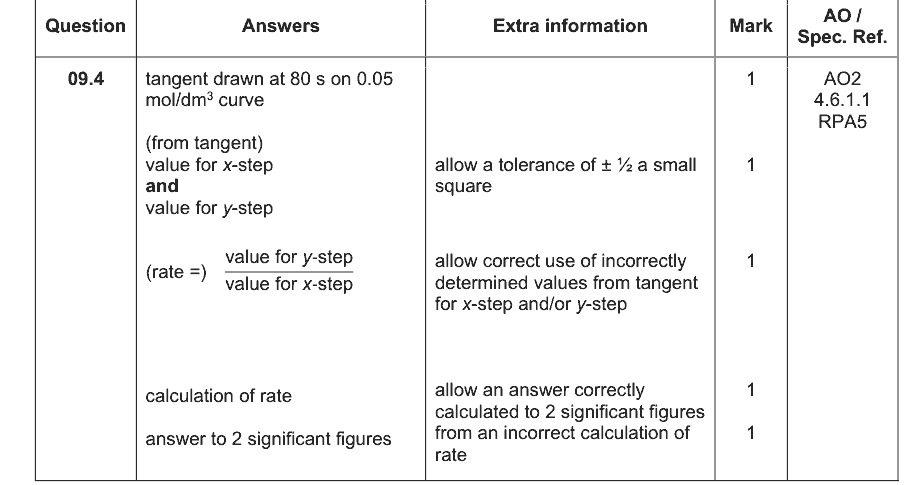 Question Answers Extra information Mark AO / Spec. Ref.
09.4 tangent drawn at 80 s on 0.05 mol/dm³ curve 1 AO2 4.6.1.1 RPA5
(from tangent)
value for x-step allow a tolerance of ± ½ a small 1
and square
value for y-step
(rate =) value for y-step / value for x-step allow correct use of incorrectly 1
determined values from tangent
for x-step and/or y-step
calculation of rate allow an answer correctly 1
calculated to 2 significant figures
answer to 2 significant figures from an incorrect calculation of 1
rate